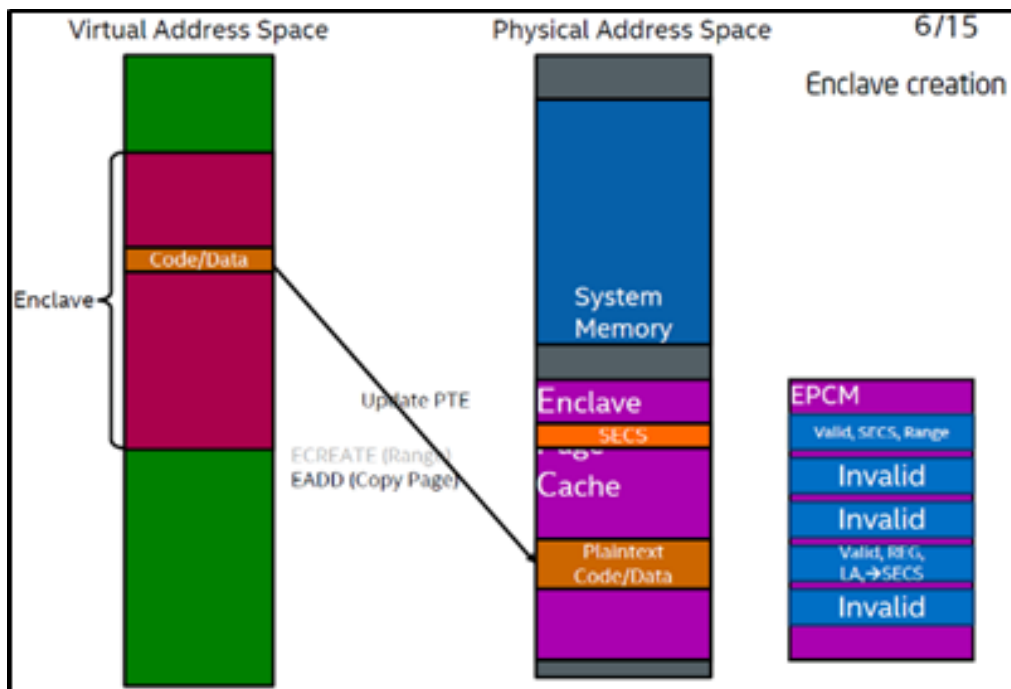 Virtual Address Space
Physical Address Space
6/15
Enclave creation
Code/Data
Enclave
System
Memory
Update PTE
Enclave
SECS
Page
Cache
ECREATE (Range)
EADD (Copy Page)
Plaintext
Code/Data
EPCM
Valid, SECS, Range
Invalid
Invalid
Valid, REG,
LA,→SECS
Invalid